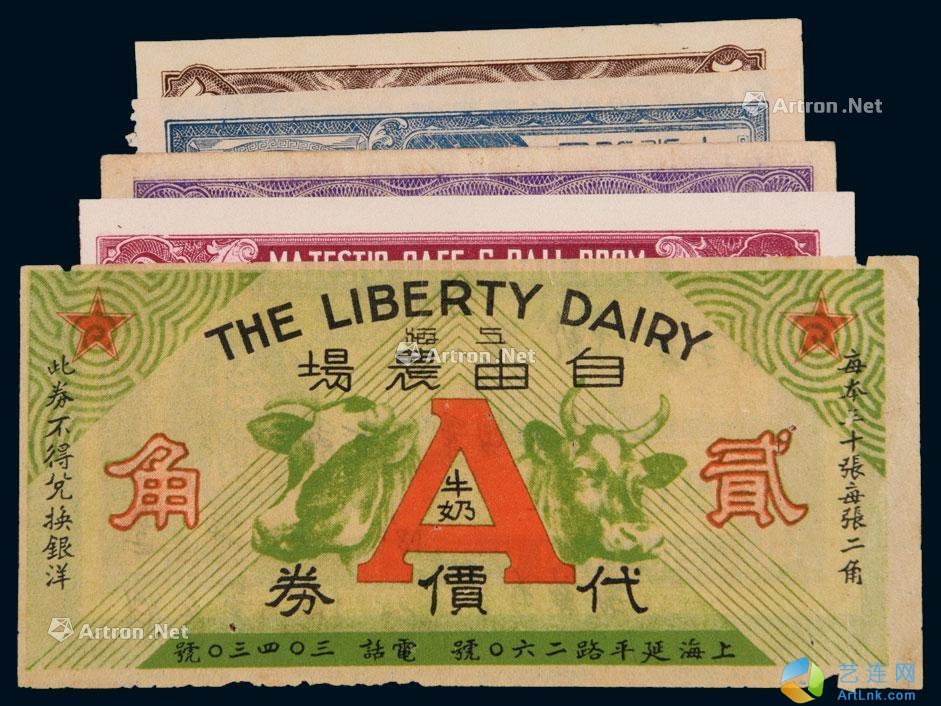 Artron.Net
MAJESTIC CAFE & BALL ROOM
THE LIBERTY DAIRY
上海
自由農場
Artron.Net
每本三十張每張二角
貳角
牛奶
代價券
此券不得兌換銀洋
上海延平路二六〇號 電話 三〇四三〇號
Artron.Net
艺连网
ArtLnk.com